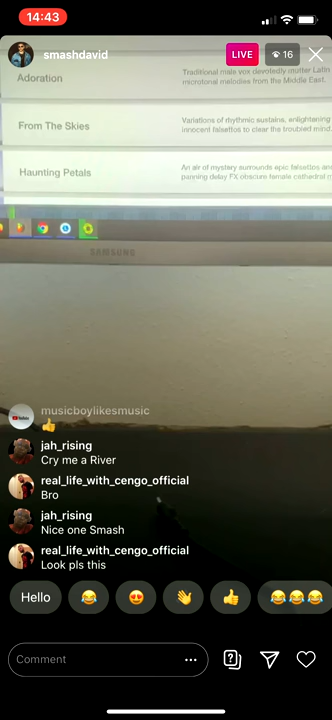 14:43
smashdavid
LIVE
16
Adoration
Traditional male vox devotedly mutter Latin
microtonal melodies from the Middle East.
From The Skies
Variations of rhythmic sustains, enlightening
innocent falsettos to clear the troubled mind.
Haunting Petals
An air of mystery surrounds epic falsettos and
panning delay FX obscure female cathedral
SAMSUNG
musicboylikesmusic
👍
jah_rising
Cry me a River
real_life_with_cengo_official
Bro
jah_rising
Nice one Smash
real_life_with_cengo_official
Look pls this
Hello 😂 😍 👋 👍 😂😂😂
Comment